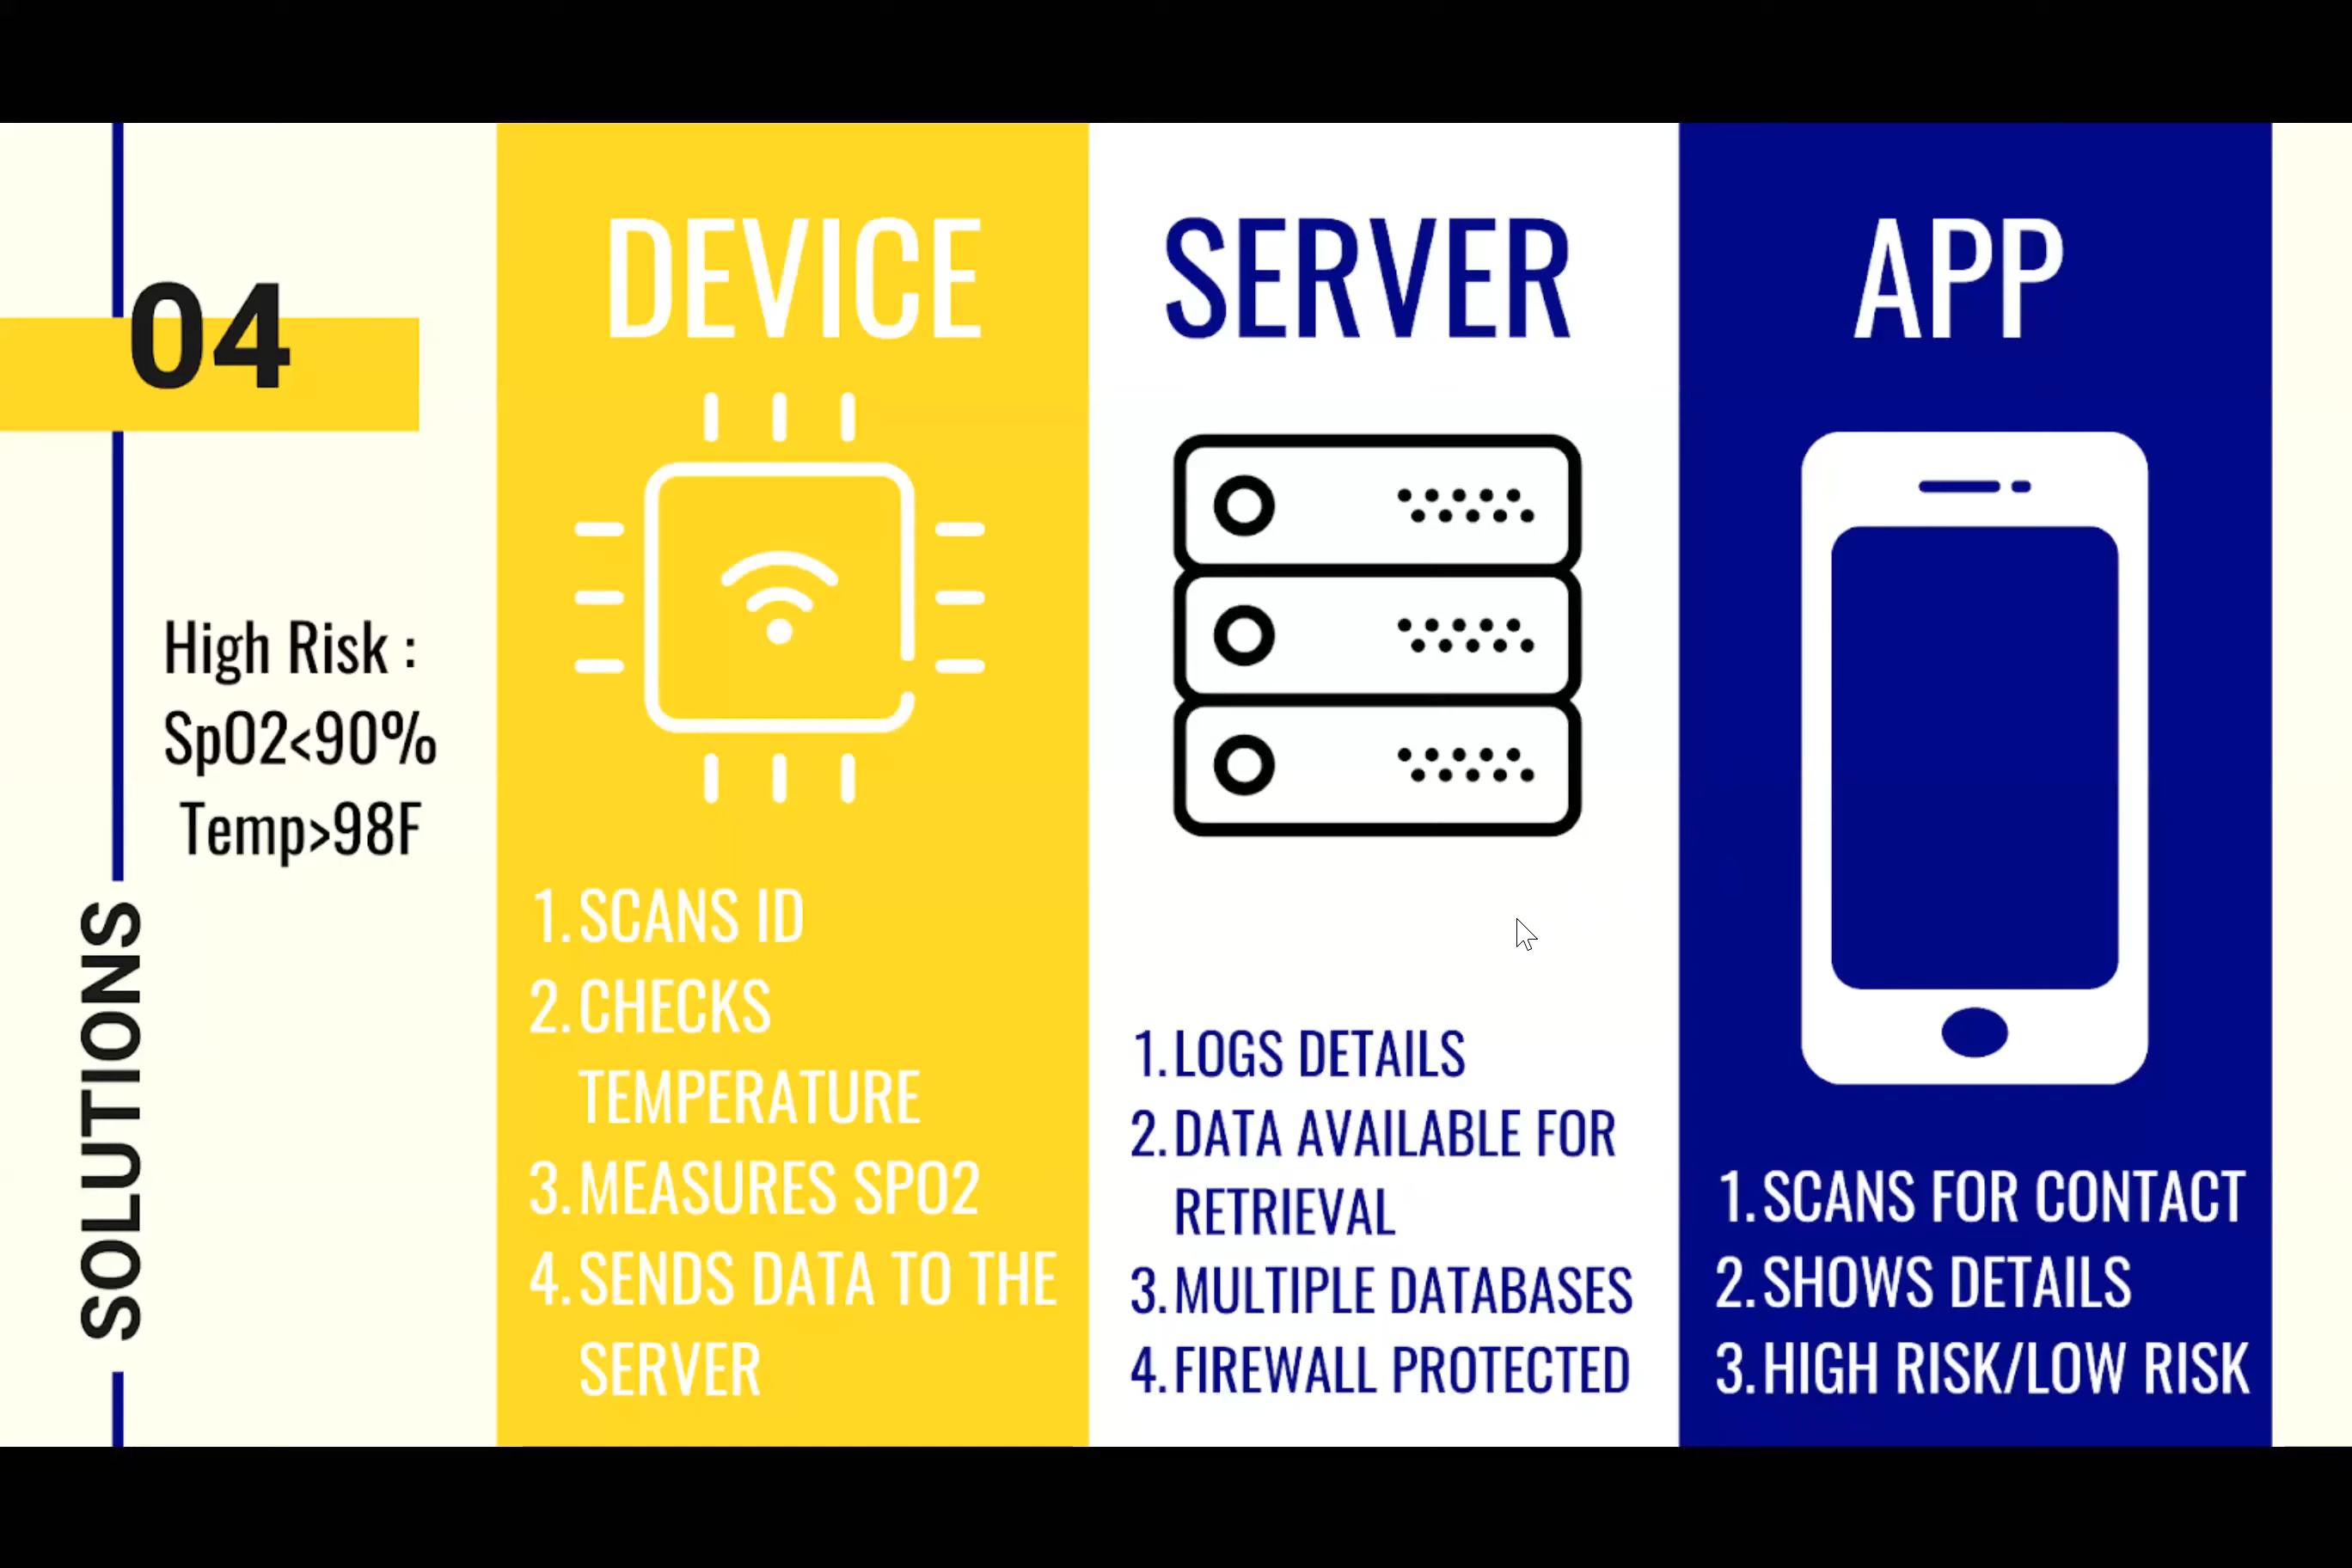 04
High Risk :
SpO2<90%
Temp>98F
SOLUTIONS
DEVICE
1. SCANS ID
2. CHECKS
TEMPERATURE
3. MEASURES SPO2
4. SENDS DATA TO THE
SERVER
SERVER
1. LOGS DETAILS
2. DATA AVAILABLE FOR
RETRIEVAL
3. MULTIPLE DATABASES
4. FIREWALL PROTECTED
APP
1. SCANS FOR CONTACT
2. SHOWS DETAILS
3. HIGH RISK/LOW RISK